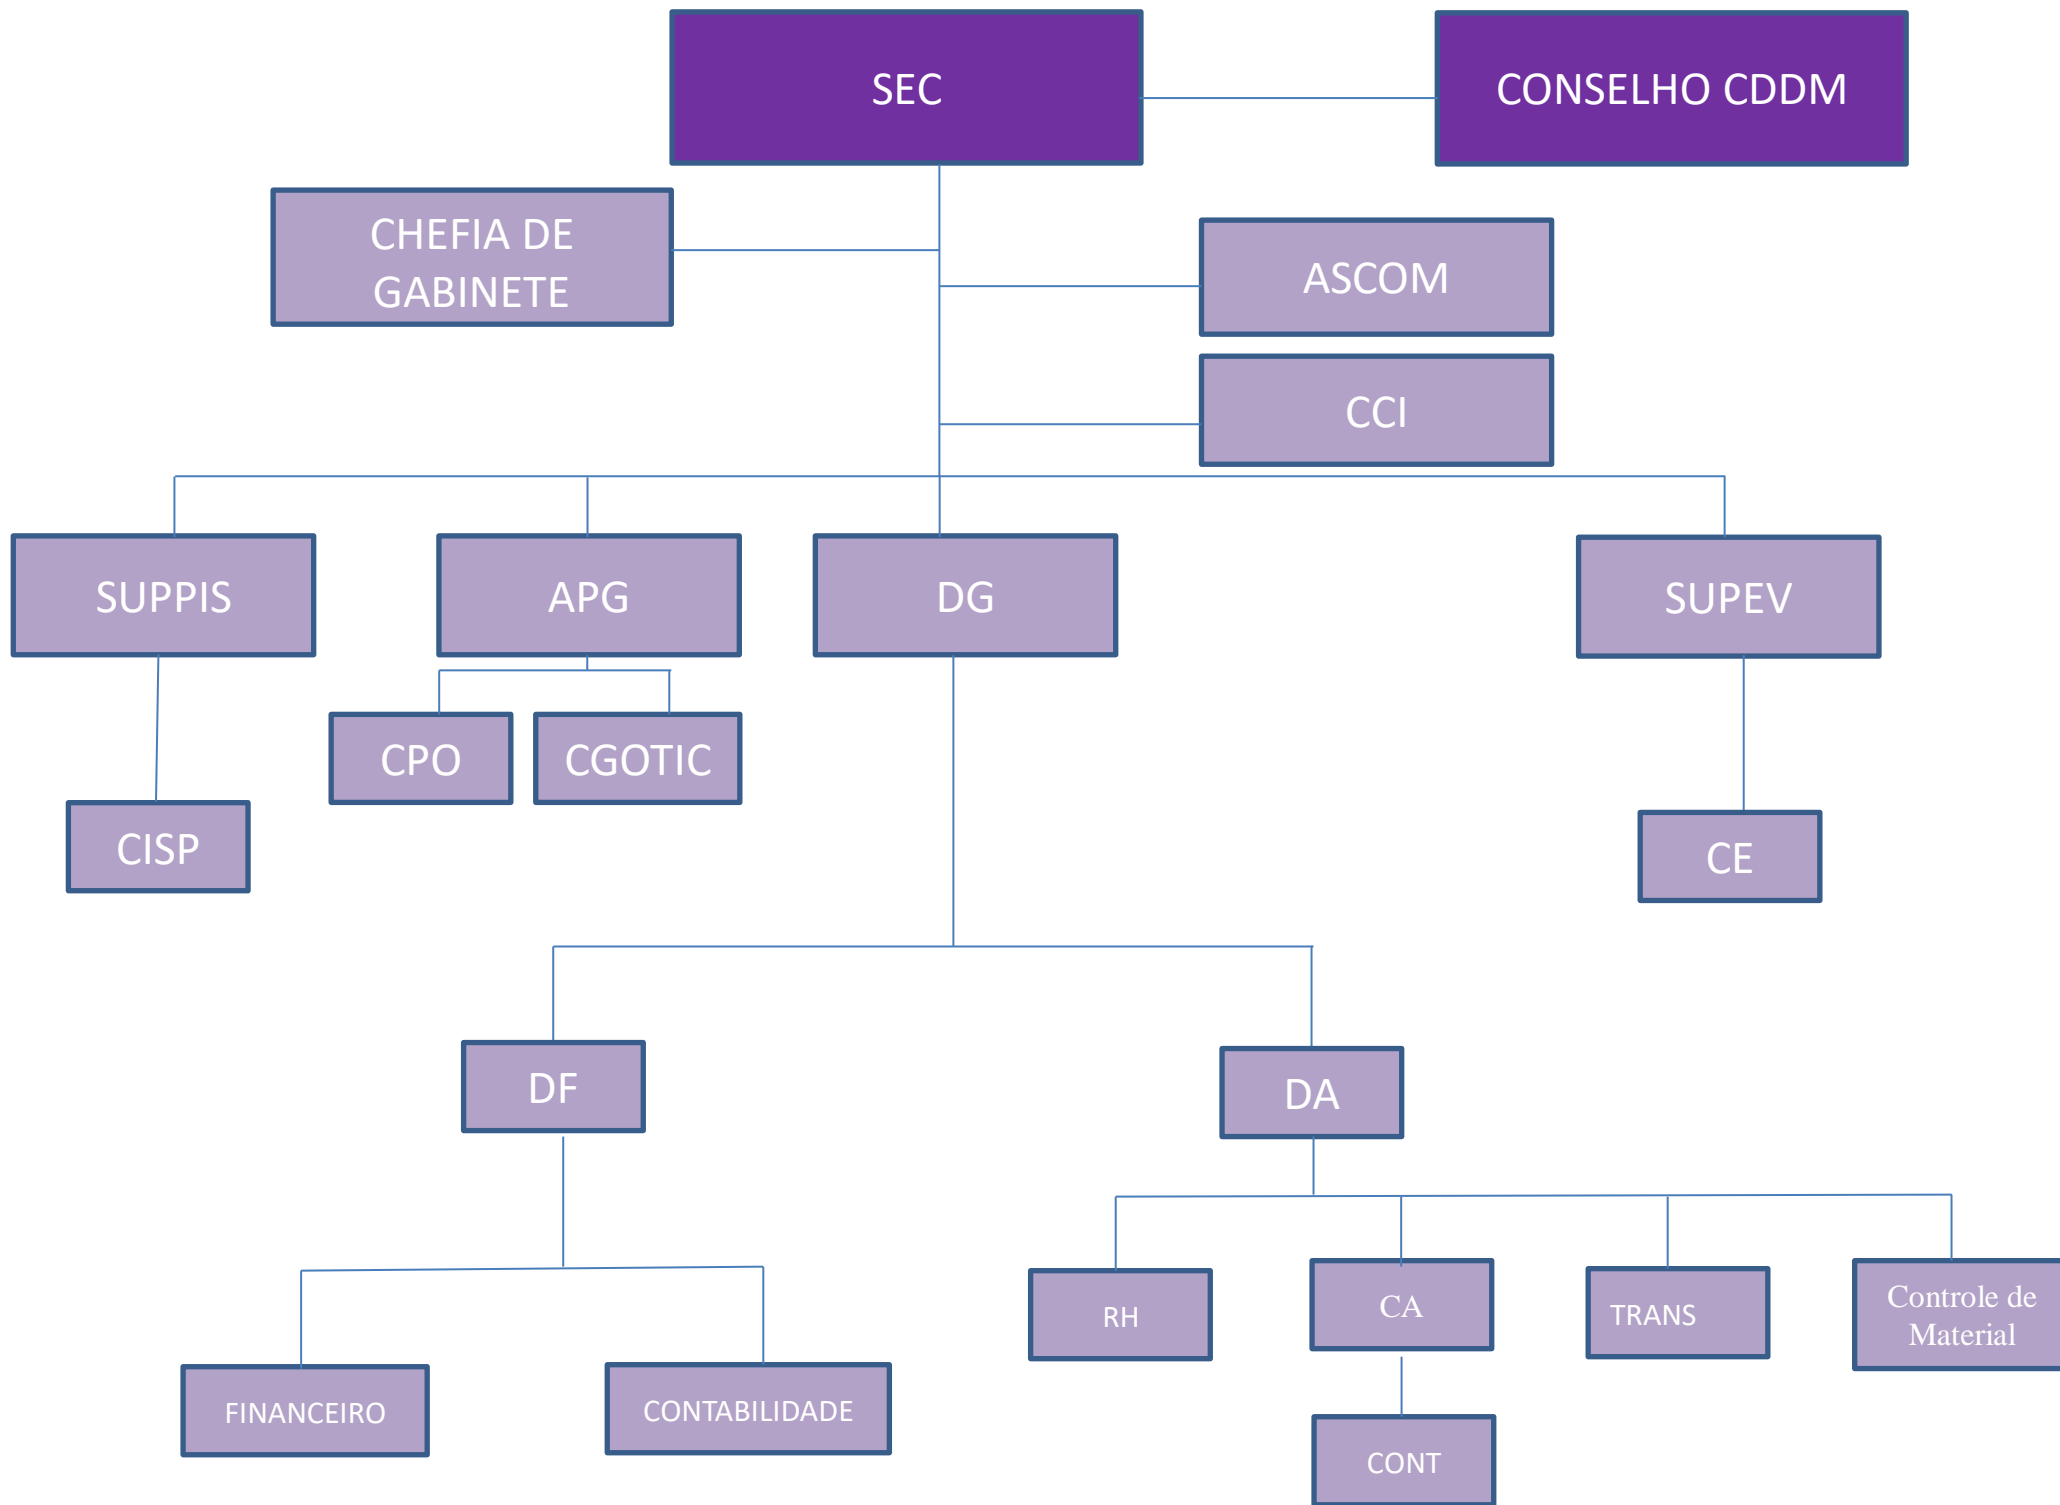 SEC
CONSELHO CDDM
CHEFIA DE
GABINETE
ASCOM
CCI
SUPPIS
APG
DG
SUPEV
CPO
CGOTIC
CISP
CE
DF
DA
RH
CA
TRANS
Controle de
Material
FINANCEIRO
CONTABILIDADE
CONT